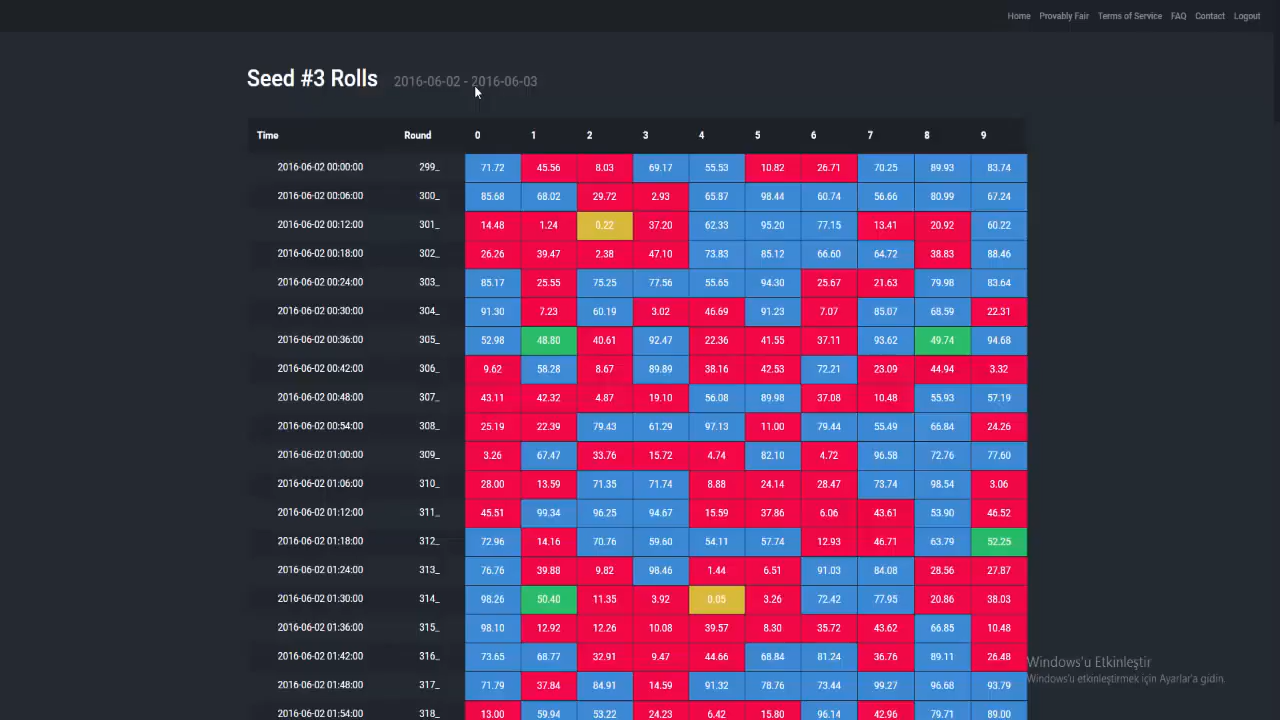 Home Provably Fair Terms of Service FAQ Contact Logout
Seed #3 Rolls 2016-06-02 - 2016-06-03
Time Round 0 1 2 3 4 5 6 7 8 9
2016-06-02 00:00:00 299_ 71.72 45.56 8.03 69.17 55.53 10.82 26.71 70.25 89.93 83.74
2016-06-02 00:06:00 300_ 85.68 68.02 29.72 2.93 65.87 98.44 60.74 56.66 80.99 67.24
2016-06-02 00:12:00 301_ 14.48 1.24 0.22 37.20 62.33 95.20 77.15 13.41 20.92 60.22
2016-06-02 00:18:00 302_ 26.26 39.47 2.38 47.10 73.83 85.12 66.60 64.72 38.83 88.46
2016-06-02 00:24:00 303_ 85.17 25.55 75.25 77.56 55.65 94.30 25.67 21.63 79.98 83.64
2016-06-02 00:30:00 304_ 91.30 7.23 60.19 3.02 46.69 91.23 7.07 85.07 68.59 22.31
2016-06-02 00:36:00 305_ 52.98 48.80 40.61 92.47 22.36 41.55 37.11 93.62 49.74 94.68
2016-06-02 00:42:00 306_ 9.62 58.28 8.67 89.89 38.16 42.53 72.21 23.09 44.94 3.32
2016-06-02 00:48:00 307_ 43.11 42.32 4.87 19.10 56.08 89.98 37.08 10.48 55.93 57.19
2016-06-02 00:54:00 308_ 25.19 22.39 79.43 61.29 97.13 11.00 79.44 55.49 66.84 24.26
2016-06-02 01:00:00 309_ 3.26 67.47 33.76 15.72 4.74 82.10 4.72 96.58 72.76 77.60
2016-06-02 01:06:00 310_ 28.00 13.59 71.35 71.74 8.88 24.14 28.47 73.74 98.54 3.06
2016-06-02 01:12:00 311_ 45.51 99.34 96.25 94.67 15.59 37.86 6.06 43.61 53.90 46.52
2016-06-02 01:18:00 312_ 72.96 14.16 70.76 59.60 54.11 57.74 12.93 46.71 63.79 52.25
2016-06-02 01:24:00 313_ 76.76 39.88 9.82 98.46 1.44 6.51 91.03 84.08 28.56 27.87
2016-06-02 01:30:00 314_ 98.26 50.40 11.35 3.92 0.05 3.26 72.42 77.95 20.86 38.03
2016-06-02 01:36:00 315_ 98.10 12.92 12.26 10.08 39.57 8.30 35.72 43.62 66.85 10.48
2016-06-02 01:42:00 316_ 73.65 68.77 32.91 9.47 44.66 68.84 81.24 36.76 89.11 26.48
2016-06-02 01:48:00 317_ 71.79 37.84 84.91 14.59 91.32 78.76 73.44 99.27 96.68 93.79
2016-06-02 01:54:00 318_ 13.00 59.94 53.22 24.23 6.42 15.80 96.14 42.96 79.71 89.00
Windows'u Etkinleştir
Windows'u etkinleştirmek için Ayarlar'a gidin.